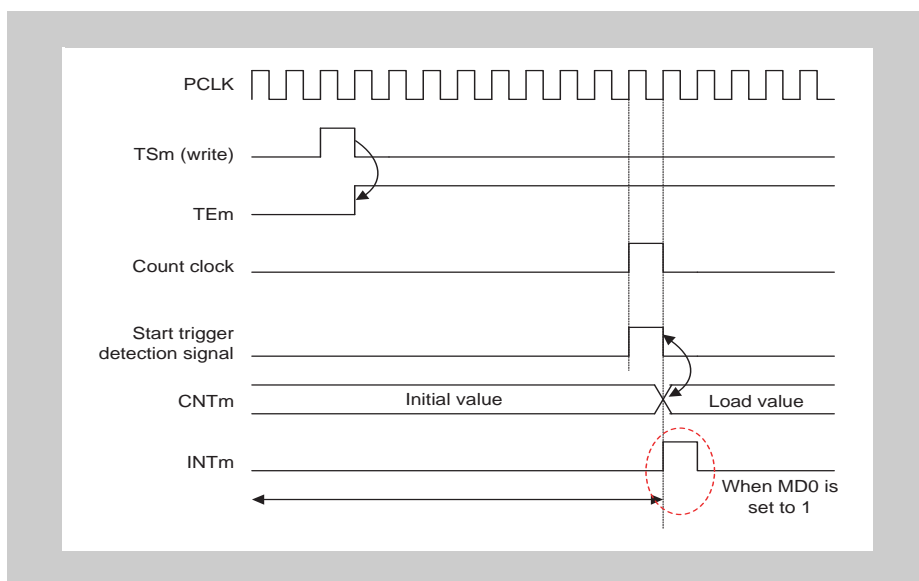 PCLK
TSm (write)
TEm
Count clock
Start trigger
detection signal
CNTm
Initial value
Load value
INTm
When MD0 is
set to 1